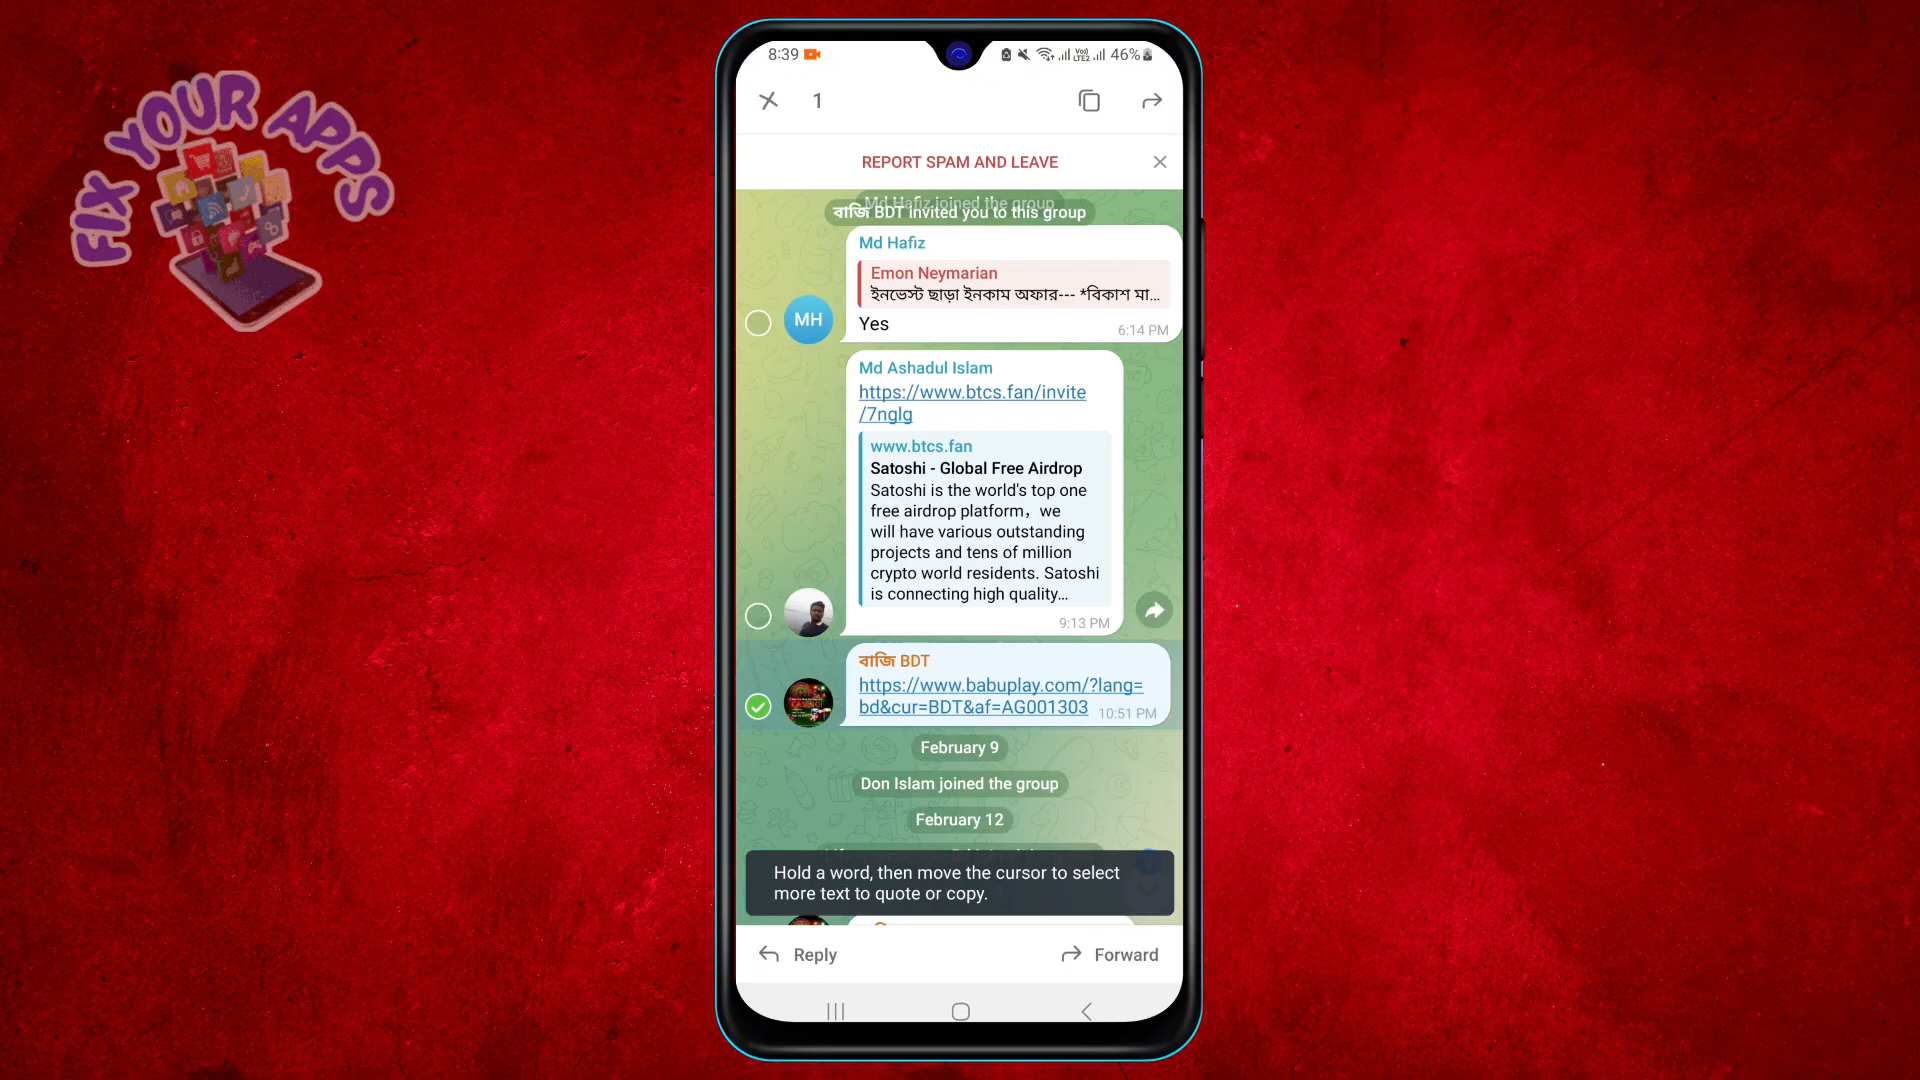 FIX YOUR APPS
8:39
46%
1
REPORT SPAM AND LEAVE
Md Hafiz joined the group
বাজি BDT invited you to this group
Md Hafiz
Emon Neymarian
ইনভেস্ট ছাড়া ইনকাম অফার--- *বিকাশ মা...
MH
Yes
6:14 PM
Md Ashadul Islam
https://www.btcs.fan/invite
/7nglg
www.btcs.fan
Satoshi - Global Free Airdrop
Satoshi is the world's top one
free airdrop platform，we
will have various outstanding
projects and tens of million
crypto world residents. Satoshi
is connecting high quality...
9:13 PM
বাজি BDT
https://www.babuplay.com/?lang=
bd&cur=BDT&af=AG001303
10:51 PM
February 9
Don Islam joined the group
February 12
Hold a word, then move the cursor to select
more text to quote or copy.
Reply
Forward